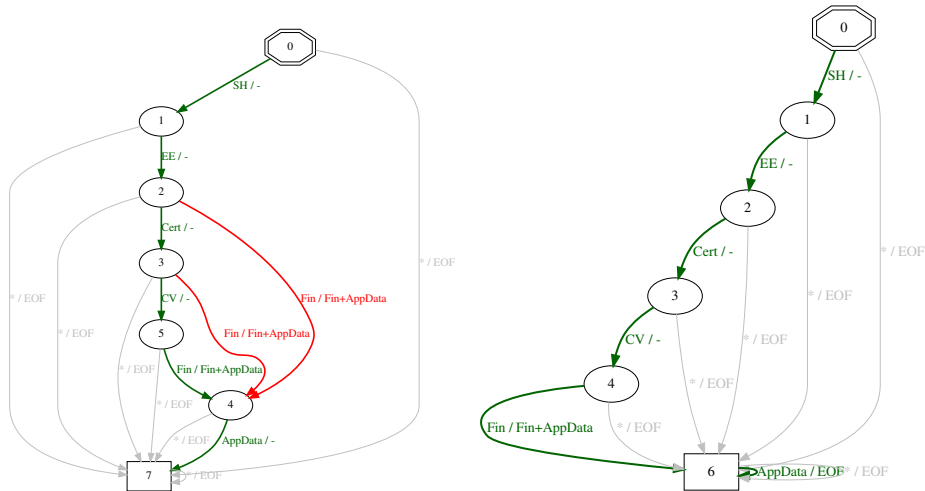 0
SH / -
1
EE / -
2
Cert / -
* / EOF
3
* / EOF
* / EOF
Fin / Fin+AppData
CV / -
Fin / Fin+AppData
5
* / EOF
Fin / Fin+AppData
* / EOF
4
* / EOF
AppData / -
7
* / EOF
0
SH / -
1
EE / -
2
Cert / -
* / EOF
3
* / EOF
CV / -
* / EOF
4
* / EOF
Fin / Fin+AppData
* / EOF
6
AppData / EOF
* / EOF